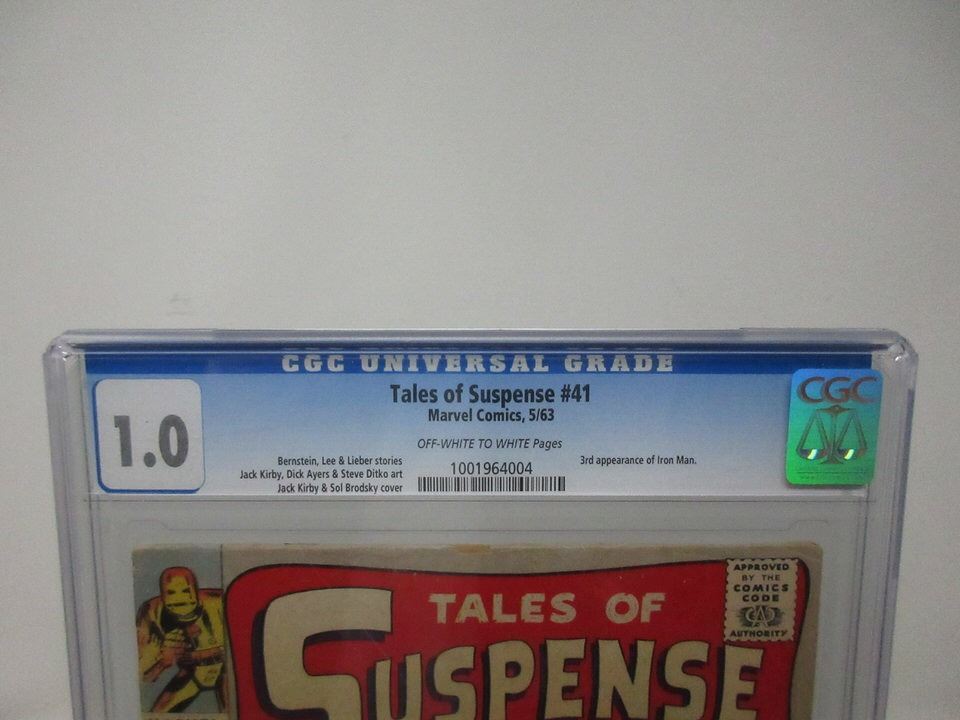 CGC UNIVERSAL GRADE
1.0
Tales of Suspense #41
Marvel Comics, 5/63
OFF-WHITE TO WHITE Pages
Bernstein, Lee & Lieber stories
Jack Kirby, Dick Ayers & Steve Ditko art
Jack Kirby & Sol Brodsky cover
1001964004
3rd appearance of Iron Man.
CGC
APPROVED
BY THE
COMICS
CODE
CA
AUTHORITY
TALES OF
SUSPENSE